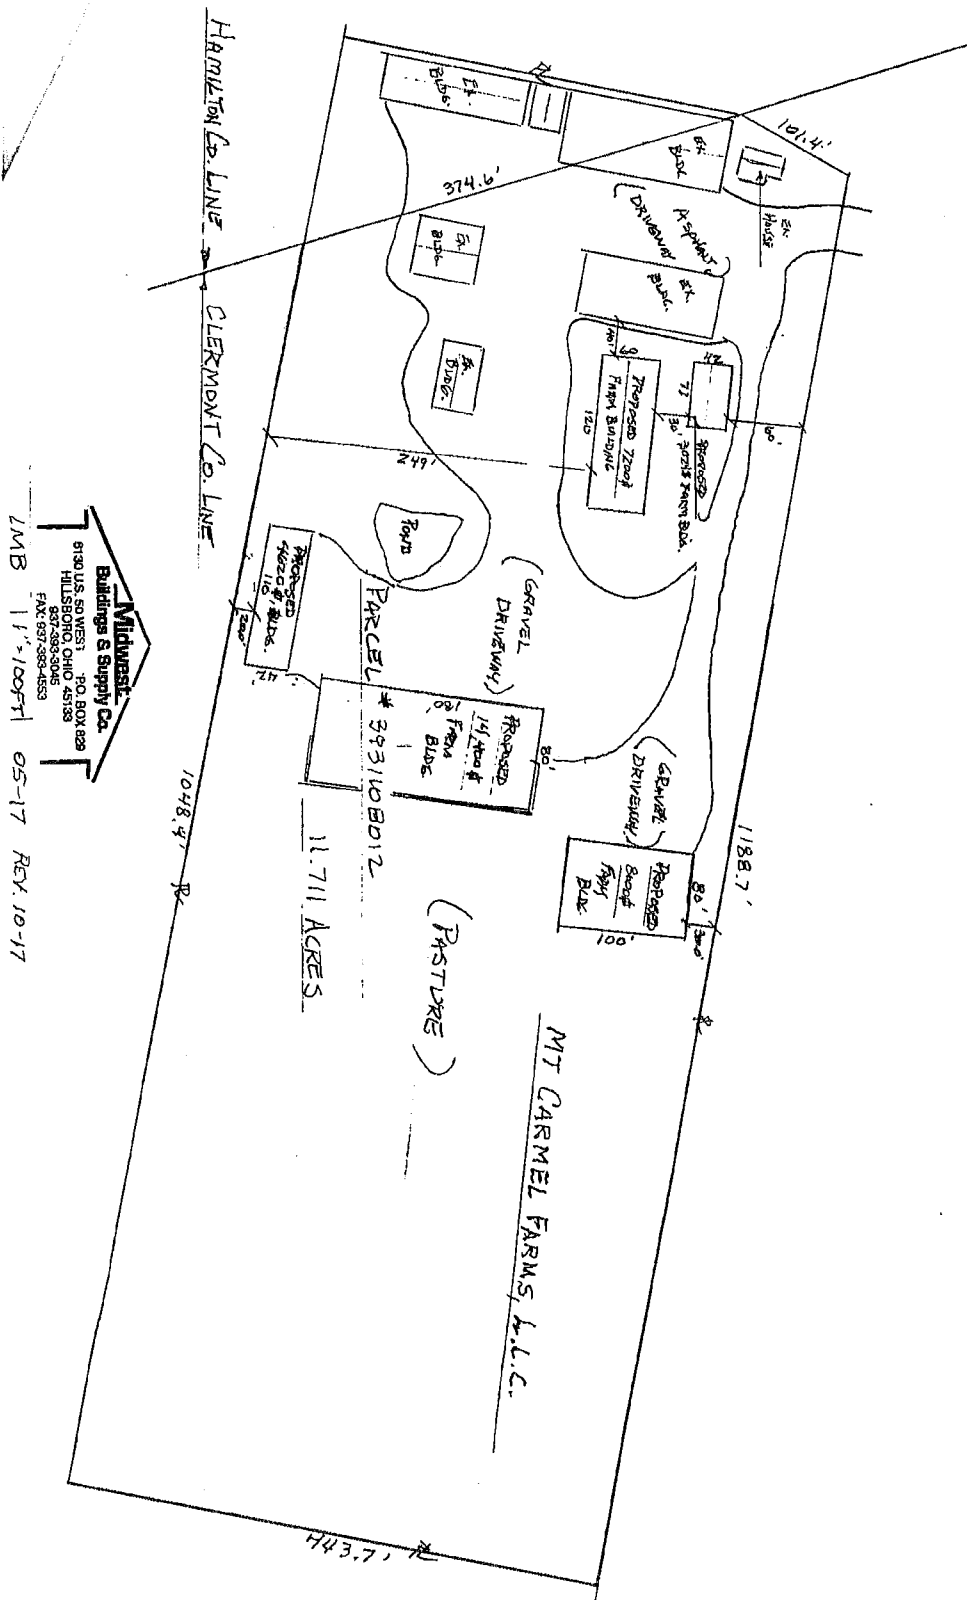 HAMILTON CO. LINE
CLERMONT CO. LINE
EX.
BLDG.
EX.
BLDG.
101.4'
EX.
HOUSE
ASPHALT
(DRIVEWAY)
374.6'
EX.
BLDG.
EX.
BLDG.
EX.
BLDG.
40'
60
PROPOSED 7200$
FARM BUILDING
120
42
72
30'
60'
PROPOSED
FARM BLDG.
249'
POND
(GRAVEL
DRIVEWAY)
PROPOSED
BLDG.
110
42'
PARCEL # 393110B012
11.711 ACRES
PROPOSED
14,400$
FARM
BLDG.
180'
80'
(GRAVEL
DRIVEWAY)
PROPOSED
8000$
FARM
BLDG.
80'
100'
1188.7'
(PASTURE)
MT CARMEL FARMS, L.L.C.
1048.4'
443.7'
Midwest
Buildings & Supply Co.
6130 U.S. 50 WEST P.O. BOX 829
HILLSBORO, OHIO 45133
937-393-3045
FAX: 937-393-4553
LMB 1"=100FT 05-17 REV. 10-17